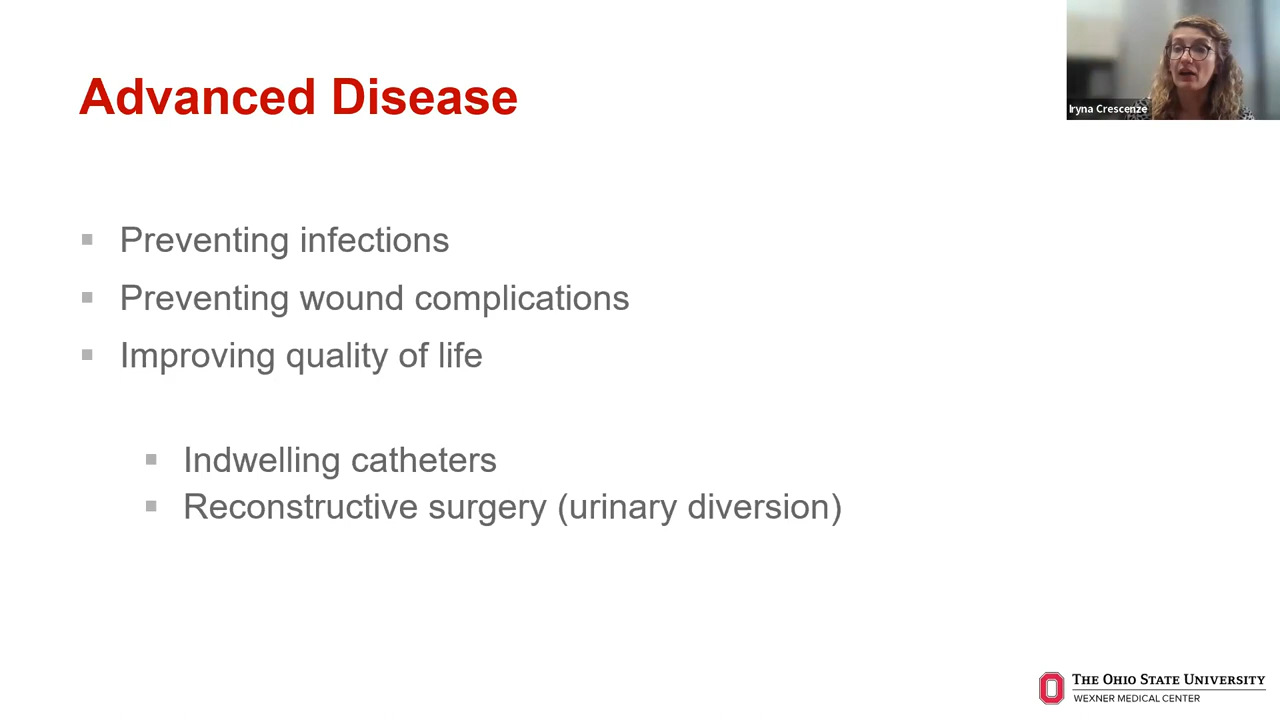 Advanced Disease
Iryna Crescenze
Preventing infections
Preventing wound complications
Improving quality of life
Indwelling catheters
Reconstructive surgery (urinary diversion)
THE OHIO STATE UNIVERSITY
WEXNER MEDICAL CENTER